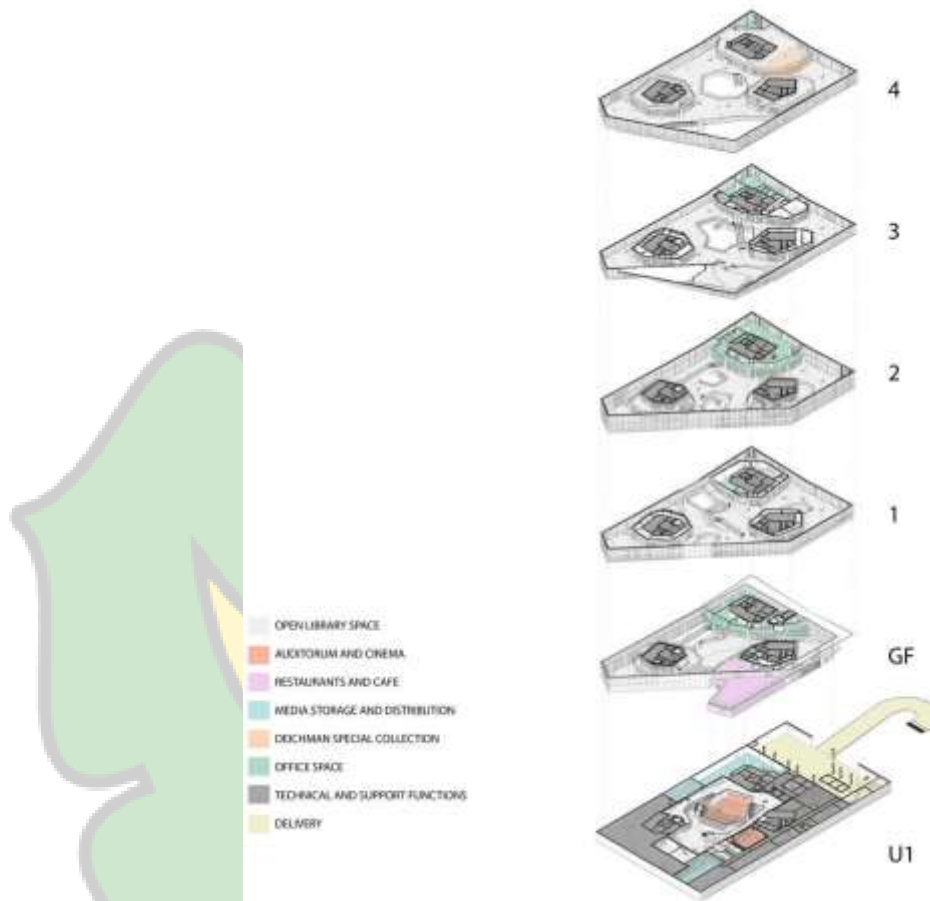 4
3
2
1
OPEN LIBRARY SPACE
AUDITORUM AND CINEMA
RESTAURANTS AND CAFE
GF
MEDIA STORAGE AND DISTRIBUTION
DEICHMAN SPECIAL COLLECTION
OFFICE SPACE
TECHNICAL AND SUPPORT FUNCTIONS
DELIVERY
U1